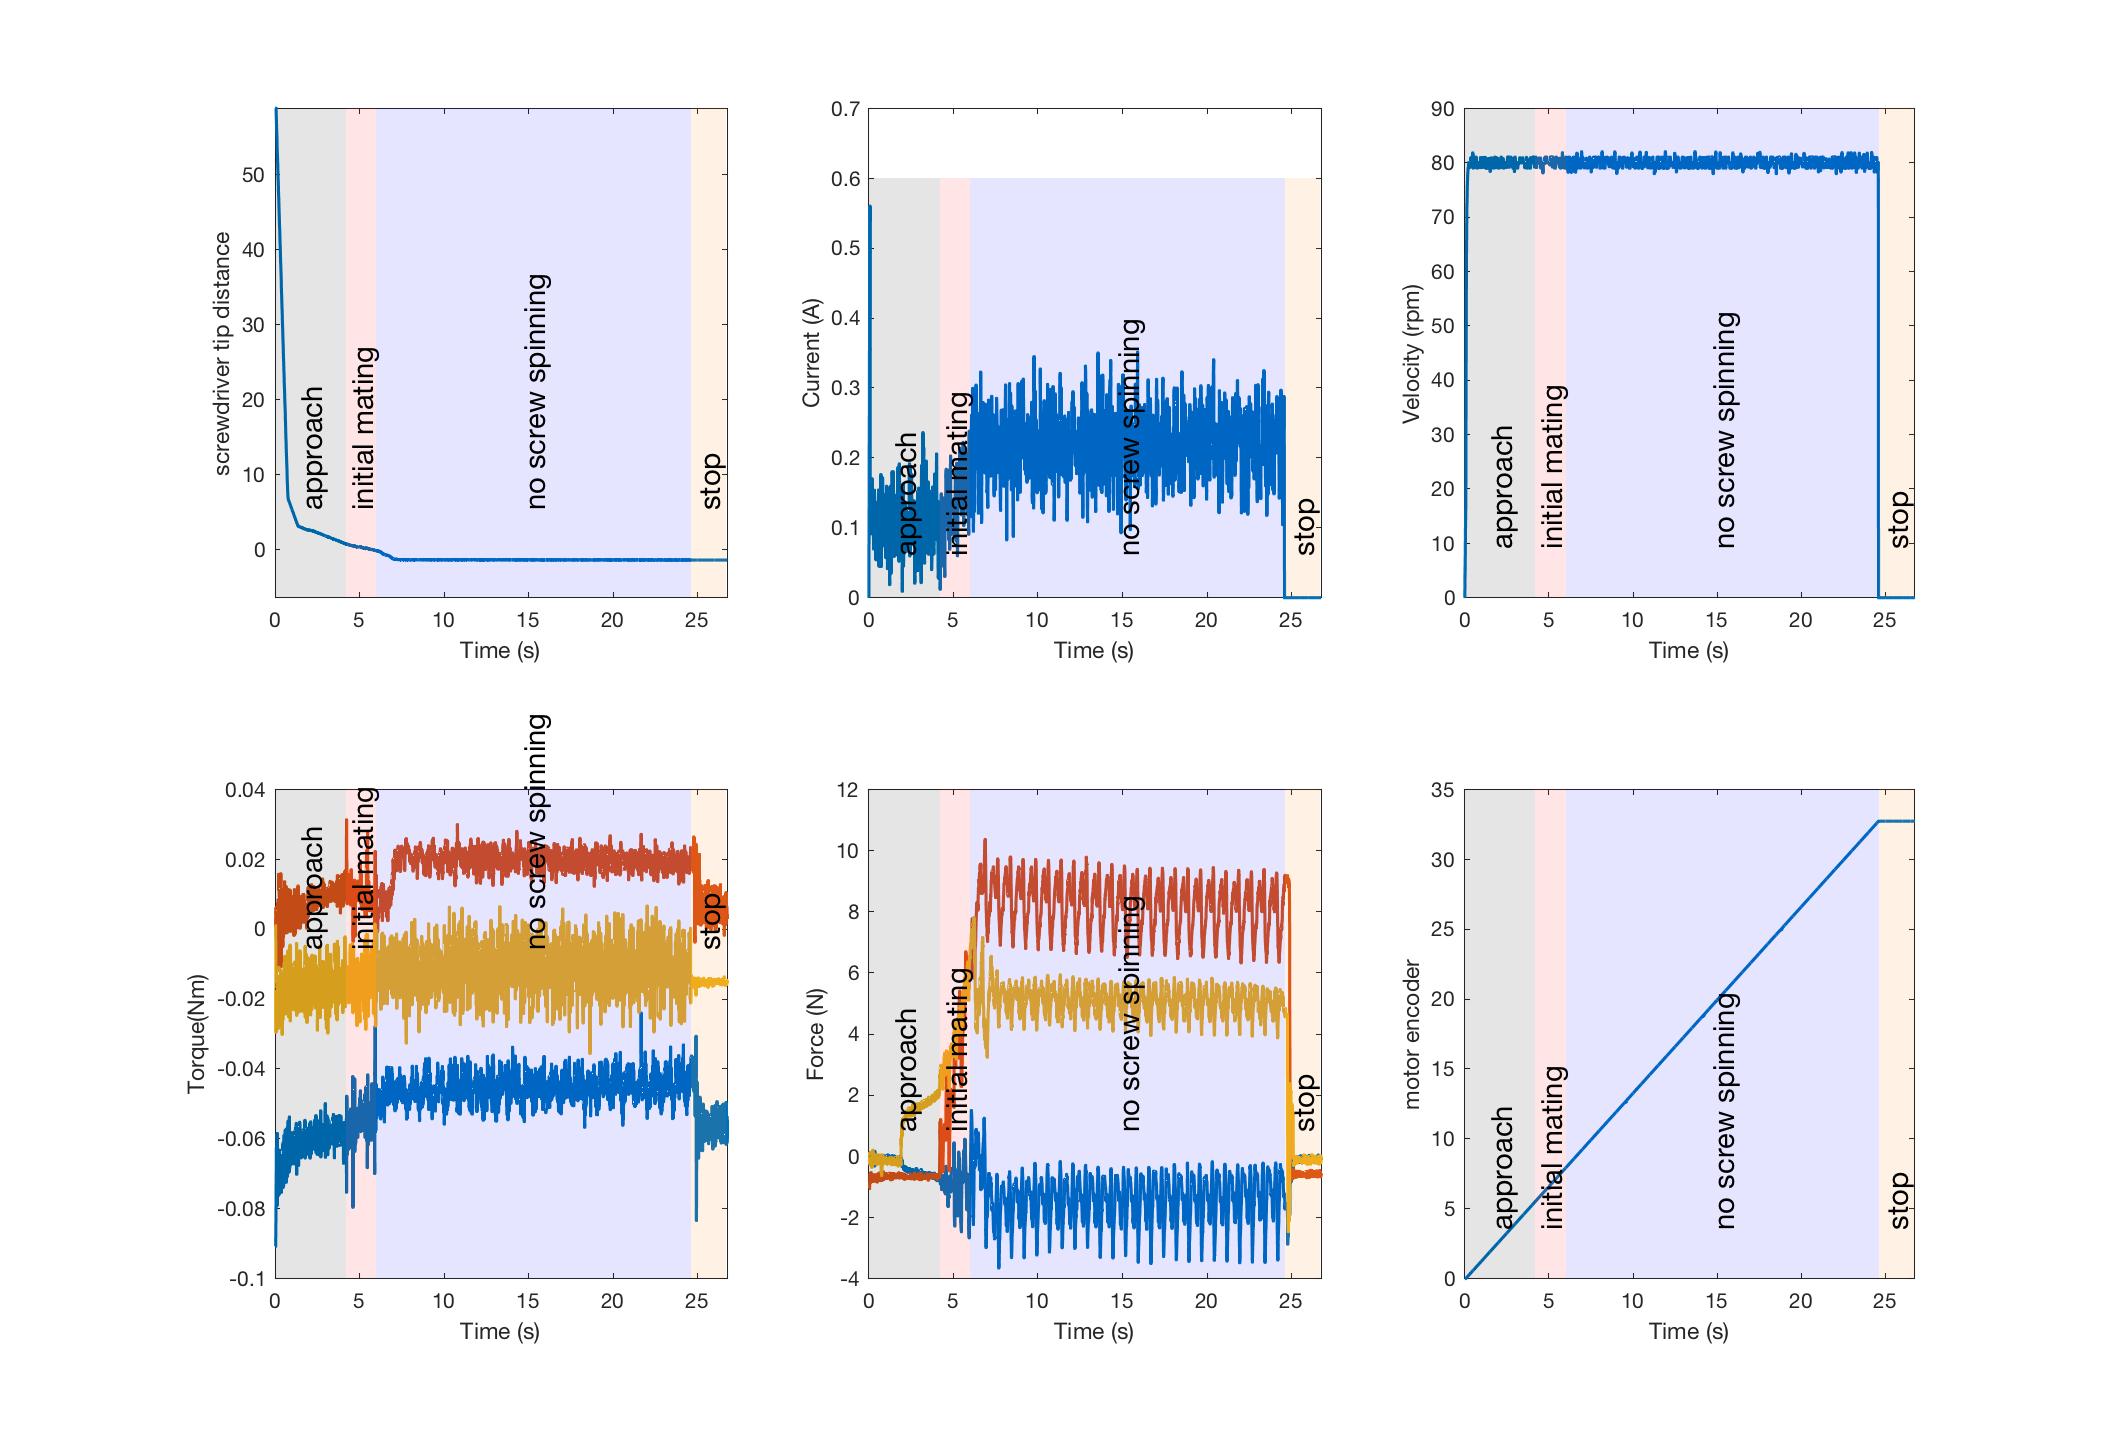 screwdriver tip distance
50
40
30
20
10
0
approach
initial mating
no screw spinning
stop
0 5 10 15 20 25
Time (s)
Current (A)
0.7
0.6
0.5
0.4
0.3
0.2
0.1
0
approach
initial mating
no screw spinning
stop
0 5 10 15 20 25
Time (s)
Velocity (rpm)
90
80
70
60
50
40
30
20
10
0
approach
initial mating
no screw spinning
stop
0 5 10 15 20 25
Time (s)
Torque(Nm)
0.04
0.02
0
-0.02
-0.04
-0.06
-0.08
-0.1
approach
initial mating
no screw spinning
stop
0 5 10 15 20 25
Time (s)
Force (N)
12
10
8
6
4
2
0
-2
-4
approach
initial mating
no screw spinning
stop
0 5 10 15 20 25
Time (s)
motor encoder
35
30
25
20
15
10
5
0
approach
initial mating
no screw spinning
stop
0 5 10 15 20 25
Time (s)